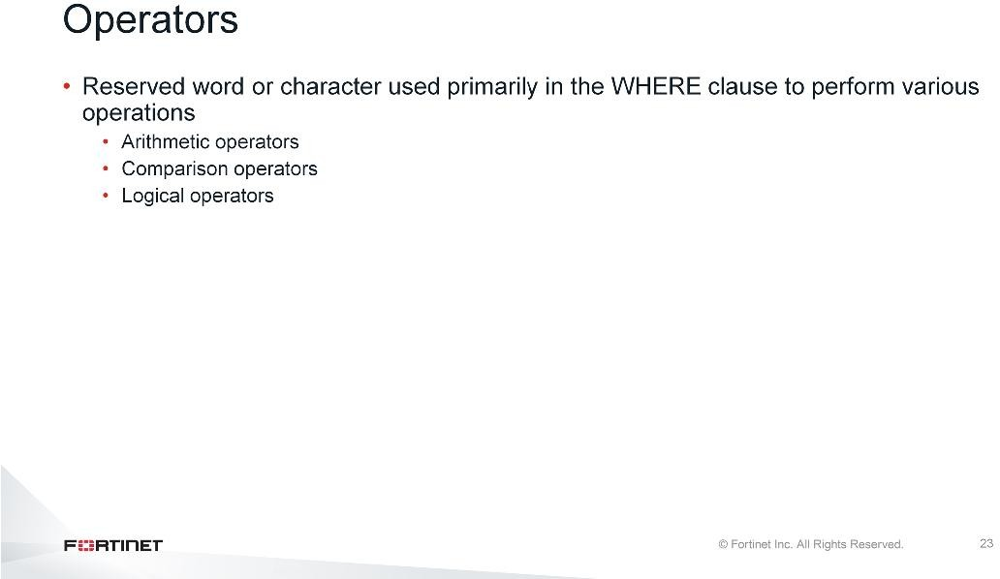 Operators
• Reserved word or character used primarily in the WHERE clause to perform various
operations
• Arithmetic operators
• Comparison operators
• Logical operators
FORTINET
© Fortinet Inc. All Rights Reserved.
23